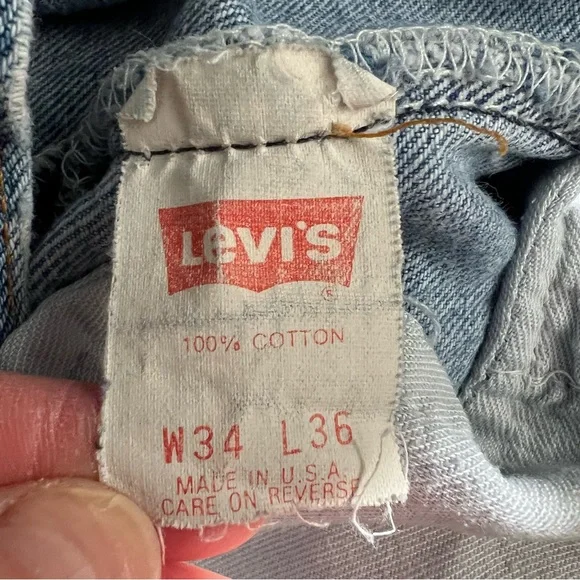 Levi's
®
100% COTTON
W34 L36
MADE IN U.S.A.
CARE ON REVERSE